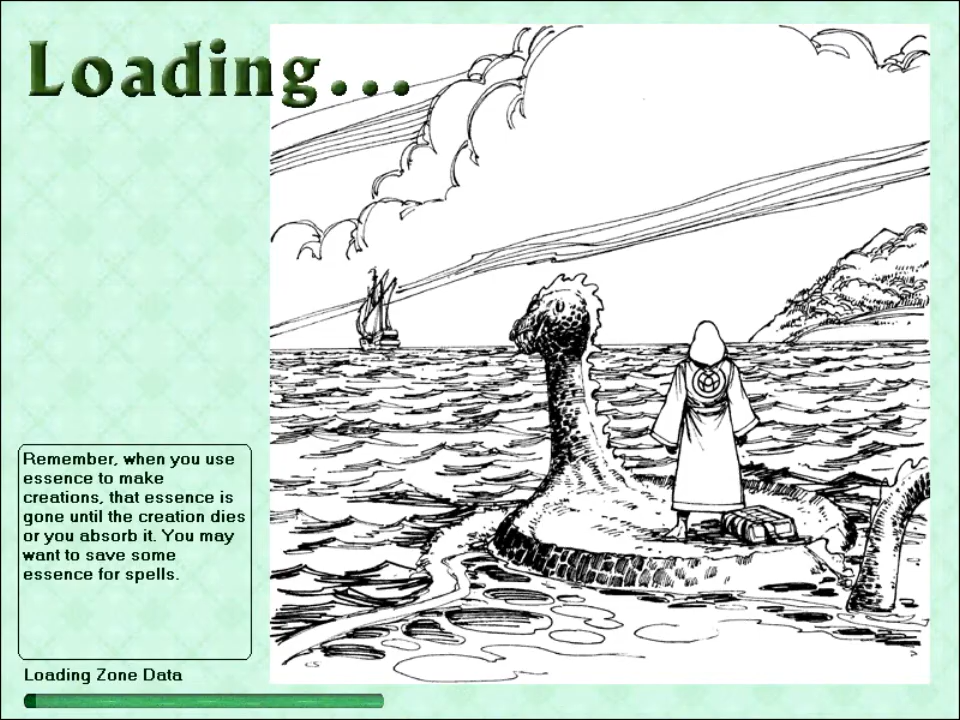 Loading...
Remember, when you use
essence to make
creations, that essence is
gone until the creation dies
or you absorb it. You may
want to save some
essence for spells.
Loading Zone Data